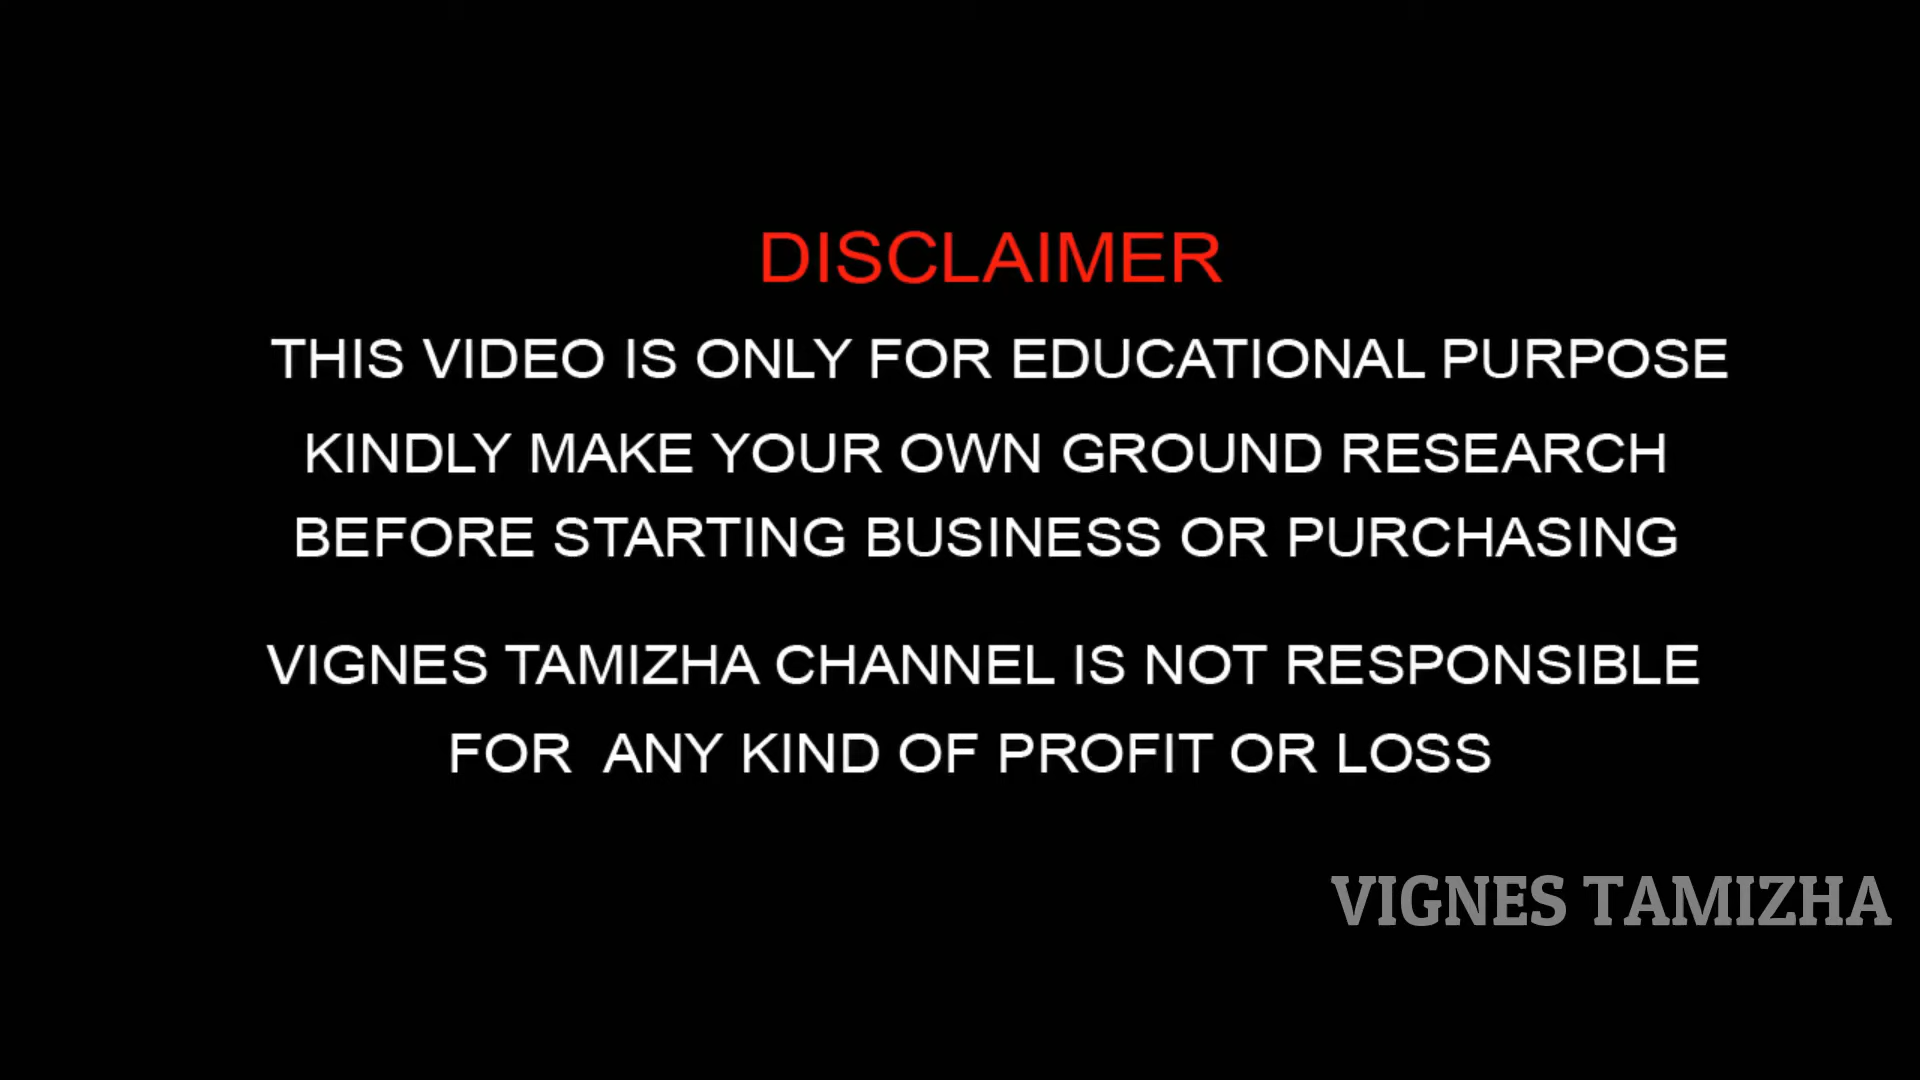 DISCLAIMER
THIS VIDEO IS ONLY FOR EDUCATIONAL PURPOSE
KINDLY MAKE YOUR OWN GROUND RESEARCH
BEFORE STARTING BUSINESS OR PURCHASING
VIGNES TAMIZHA CHANNEL IS NOT RESPONSIBLE
FOR ANY KIND OF PROFIT OR LOSS
VIGNES TAMIZHA